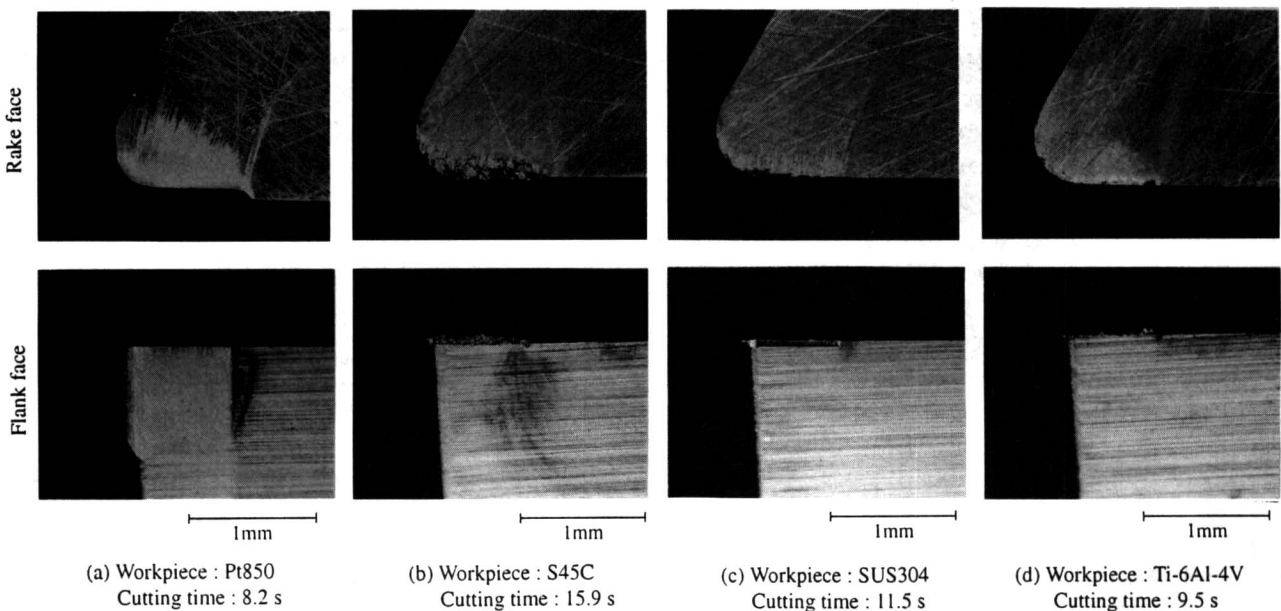 Rake face
Flank face
1mm
1mm
1mm
1mm
(a) Workpiece : Pt850
Cutting time : 8.2 s
(b) Workpiece : S45C
Cutting time : 15.9 s
(c) Workpiece : SUS304
Cutting time : 11.5 s
(d) Workpiece : Ti-6Al-4V
Cutting time : 9.5 s